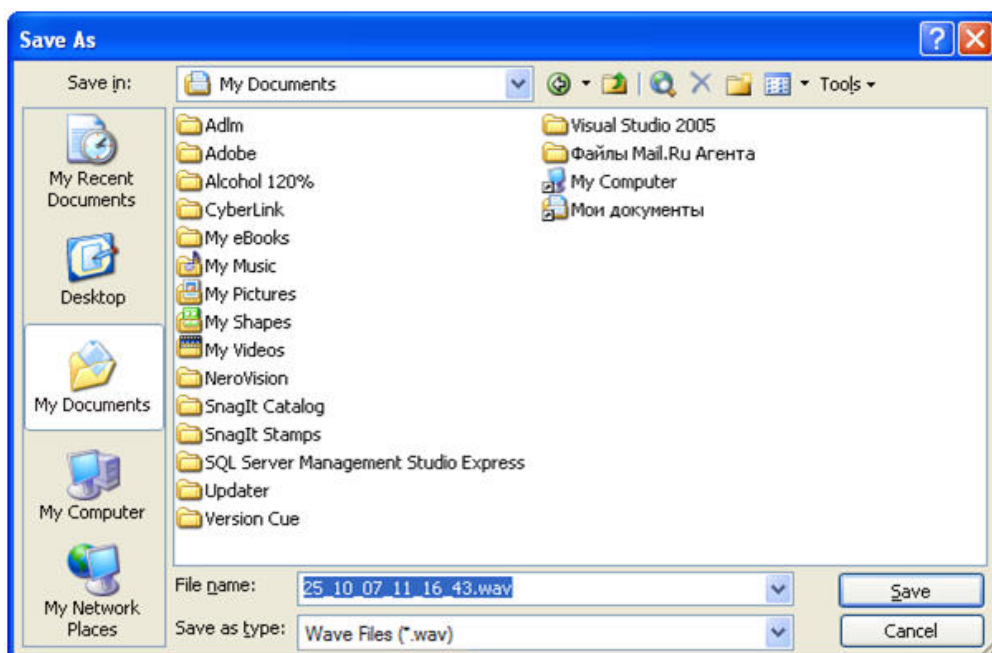 Save As
Save in:
My Documents
Tools
My Recent
Documents
Desktop
My Documents
My Computer
My Network
Places
Adlm
Adobe
Alcohol 120%
CyberLink
My eBooks
My Music
My Pictures
My Shapes
My Videos
NeroVision
SnagIt Catalog
SnagIt Stamps
SQL Server Management Studio Express
Updater
Version Cue
Visual Studio 2005
Файлы Mail.Ru Агента
My Computer
Мои документы
File name:
25_10_07_11_16_43.wav
Save
Save as type:
Wave Files (*.wav)
Cancel